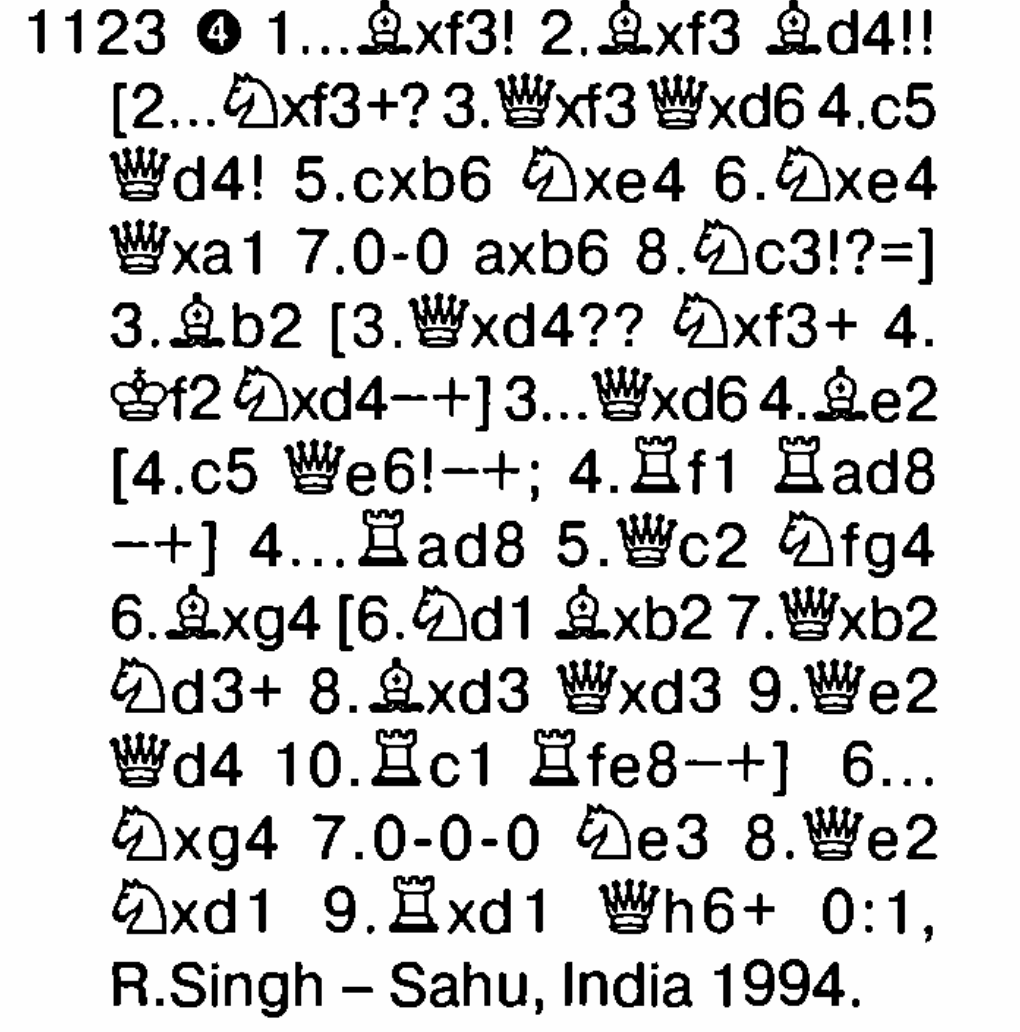 1123 ❹ 1...♗xf3! 2.♗xf3 ♗d4!!
[2...♘xf3+? 3.♕xf3 ♕xd6 4.c5
♕d4! 5.cxb6 ♘xe4 6.♘xe4
♕xa1 7.0-0 axb6 8.♘c3!?=]
3.♗b2 [3.♕xd4?? ♘xf3+ 4.
♔f2 ♘xd4−+] 3...♕xd6 4.♗e2
[4.c5 ♕e6!−+; 4.♖f1 ♖ad8
−+] 4...♖ad8 5.♕c2 ♘fg4
6.♗xg4 [6.♘d1 ♗xb2 7.♕xb2
♘d3+ 8.♗xd3 ♕xd3 9.♕e2
♕d4 10.♖c1 ♖fe8−+] 6...
♘xg4 7.0-0-0 ♘e3 8.♕e2
♘xd1 9.♖xd1 ♕h6+ 0:1,
R.Singh – Sahu, India 1994.